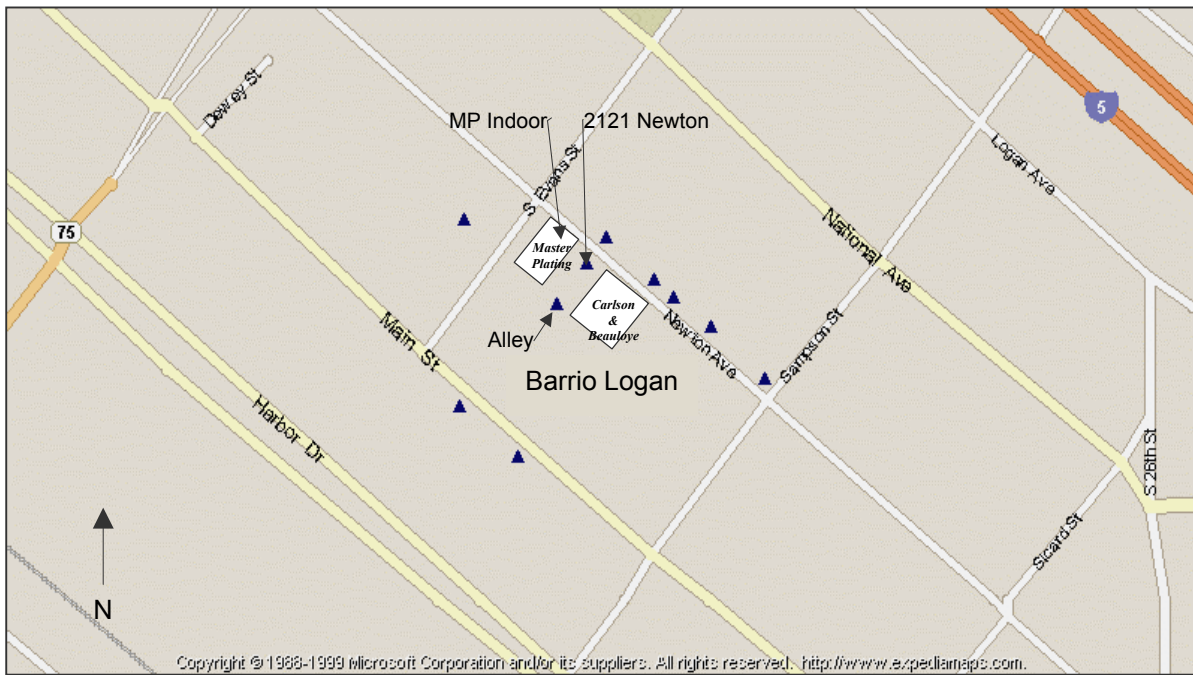 Dewey St
MP Indoor
2121 Newton
5
S Evans St
Logan Ave
75
Master
Plating
National Ave
Carlson
&
Beauloye
Alley
Main St
Newton Ave
Sampson St
Barrio Logan
Harbor Dr
S 26th St
Sicard St
N
Copyright © 1988-1999 Microsoft Corporation and/or its suppliers. All rights reserved. http://www.expediamaps.com.